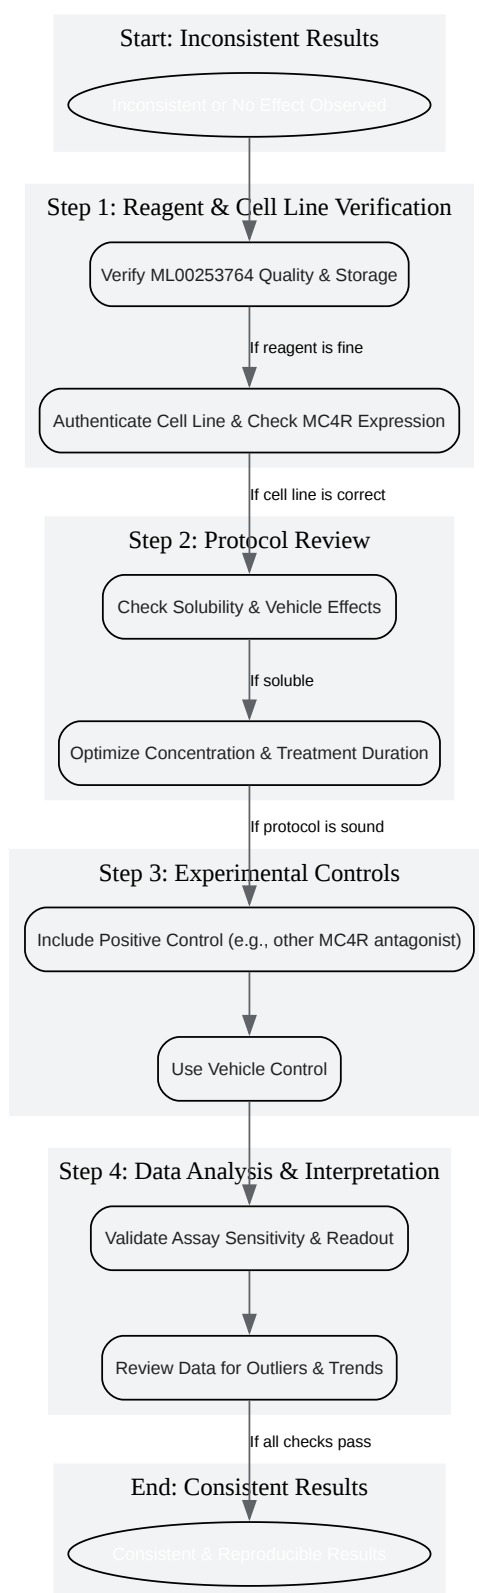 Start: Inconsistent Results
Inconsistent or No Effect Observed
Step 1: Reagent & Cell Line Verification
Verify ML00253764 Quality & Storage
If reagent is fine
Authenticate Cell Line & Check MC4R Expression
If cell line is correct
Step 2: Protocol Review
Check Solubility & Vehicle Effects
If soluble
Optimize Concentration & Treatment Duration
If protocol is sound
Step 3: Experimental Controls
Include Positive Control (e.g., other MC4R antagonist)
Use Vehicle Control
Step 4: Data Analysis & Interpretation
Validate Assay Sensitivity & Readout
Review Data for Outliers & Trends
If all checks pass
End: Consistent Results
Consistent & Reproducible Results